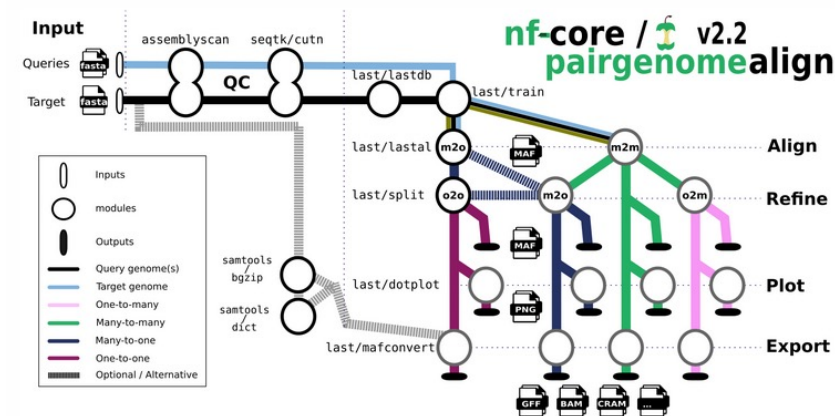 Input
nf-core / v2.2
pairgenomealign
assemblyscan
seqtk/cutn
Queries
fasta
QC
last/lastdb
last/train
Target
fasta
last/lastal
m2o
MAF
m2m
Align
last/split
o2o
m2o
o2m
Refine
Inputs
modules
Outputs
MAF
Query genome(s)
Target genome
One-to-many
Many-to-many
Many-to-one
One-to-one
Optional / Alternative
samtools
/
bgzip
samtools
/
dict
last/dotplot
PNG
Plot
last/mafconvert
Export
GFF
BAM
CRAM
...